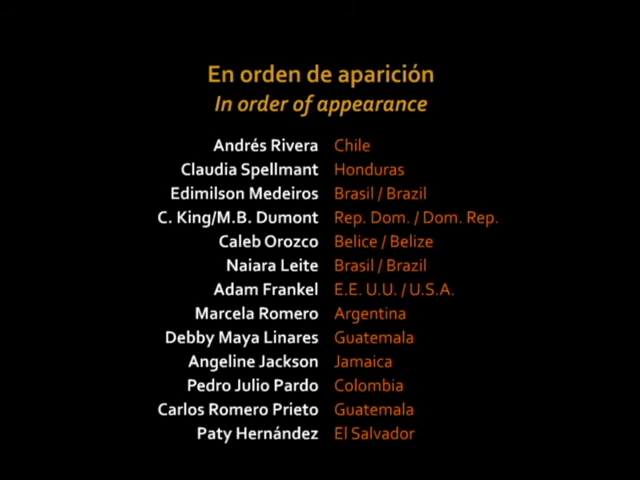 En orden de aparición
In order of appearance
Andrés Rivera Chile
Claudia Spellmant Honduras
Edimilson Medeiros Brasil / Brazil
C. King/M.B. Dumont Rep. Dom. / Dom. Rep.
Caleb Orozco Belice / Belize
Naiara Leite Brasil / Brazil
Adam Frankel E.E. U.U. / U.S.A.
Marcela Romero Argentina
Debby Maya Linares Guatemala
Angeline Jackson Jamaica
Pedro Julio Pardo Colombia
Carlos Romero Prieto Guatemala
Paty Hernández El Salvador